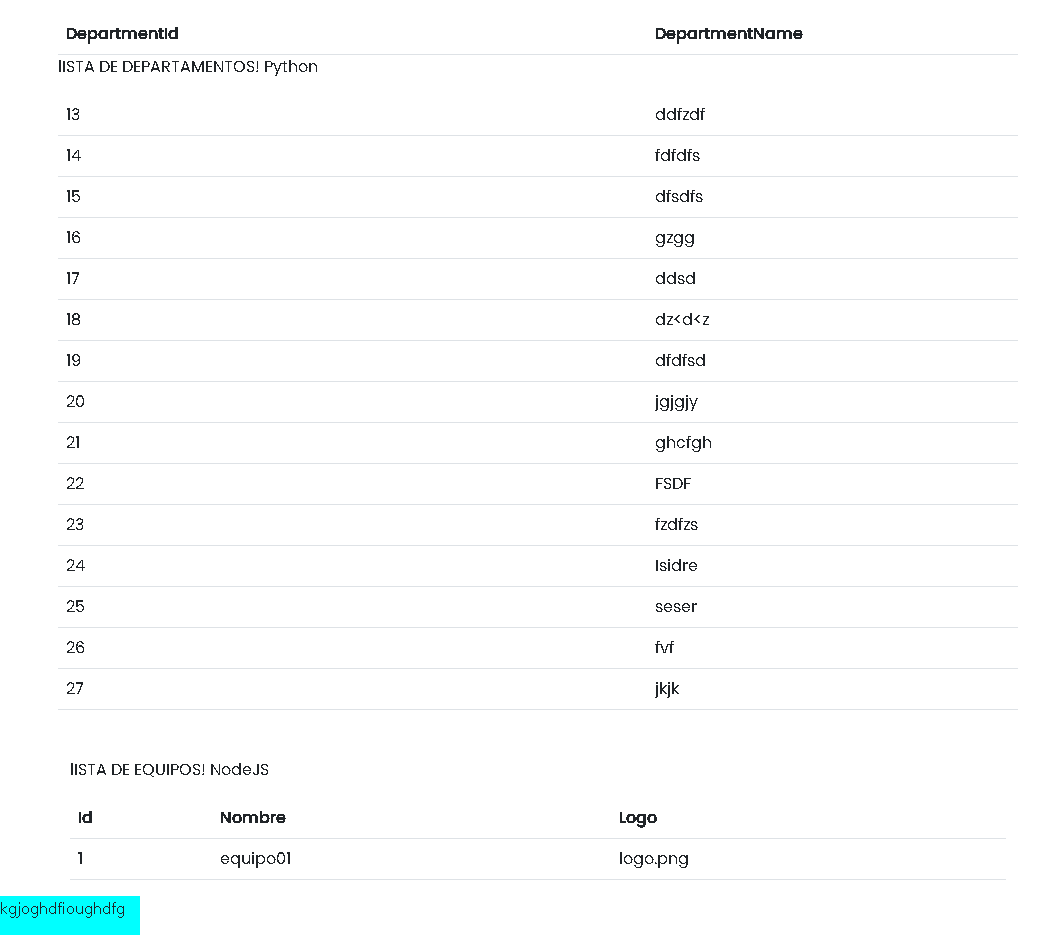 DepartmentId DepartmentName
lISTA DE DEPARTAMENTOS! Python
13 ddfzdf
14 fdfdfs
15 dfsdfs
16 gzgg
17 ddsd
18 dz<d<z
19 dfdfsd
20 jgjgjy
21 ghcfgh
22 FSDF
23 fzdfzs
24 Isidre
25 seser
26 fvf
27 jkjk
lISTA DE EQUIPOS! NodeJS
Id Nombre Logo
1 equipo01 logo.png
kgjoghdfioughdfg